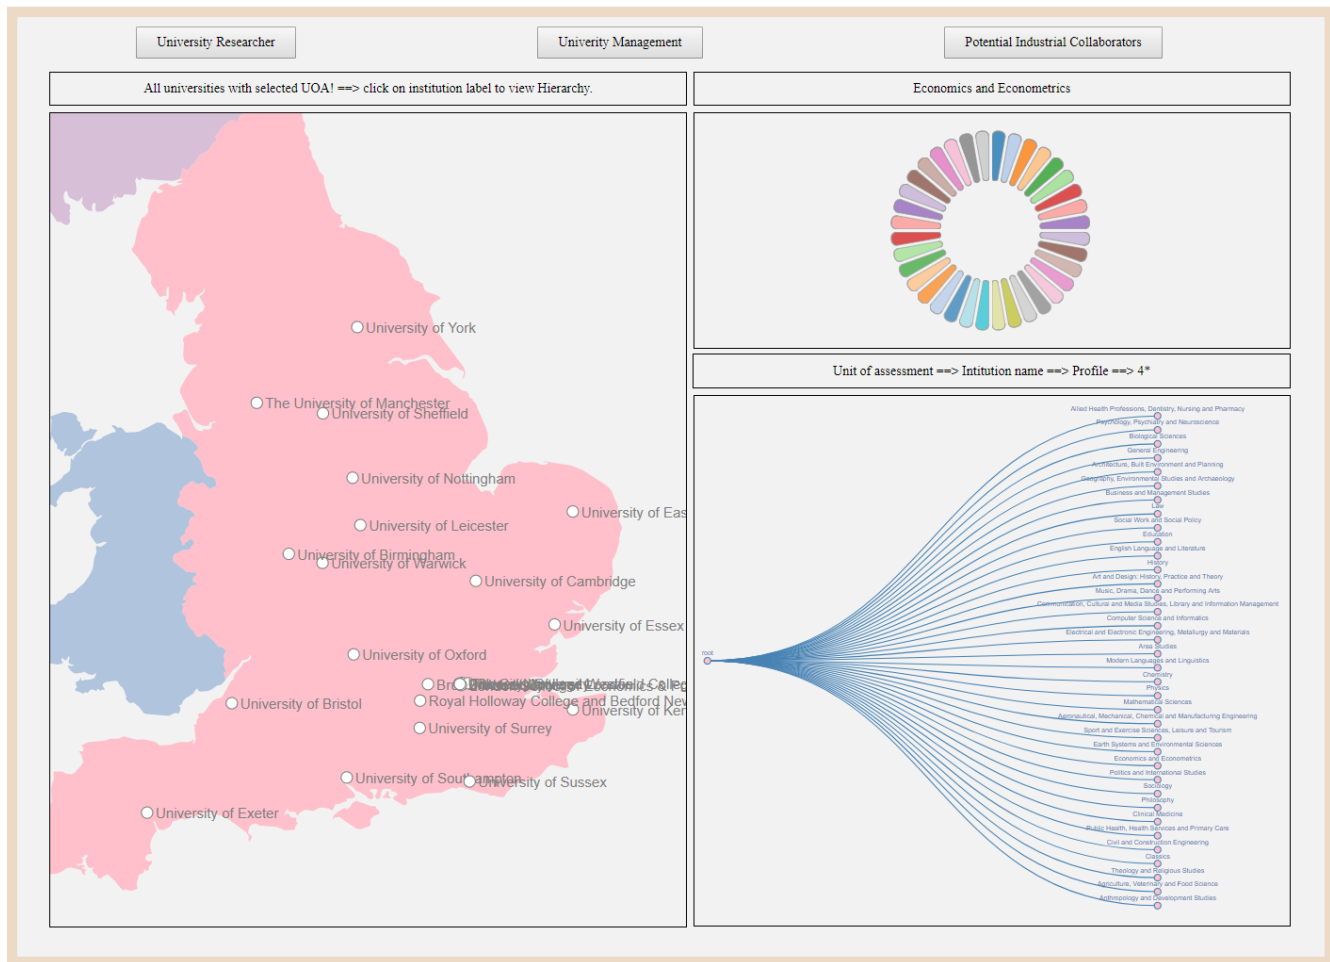 University Researcher
Univerity Management
Potential Industrial Collaborators
All universities with selected UOA! ==> click on institution label to view Hierarchy.
Economics and Econometrics
University of York
The University of Manchester
University of Sheffield
University of Nottingham
University of Eas
University of Leicester
University of Birmingham
University of Warwick
University of Cambridge
University of Essex
University of Oxford
Royal Holloway College and Bedford New
University of Bristol
University of Ken
University of Surrey
University of Southampton
University of Sussex
University of Exeter
Unit of assessment ==> Intitution name ==> Profile ==> 4*
root
Allied Health Professions, Dentistry, Nursing and Pharmacy
Psychology, Psychiatry and Neuroscience
Biological Sciences
General Engineering
Architecture, Built Environment and Planning
Geography, Environmental Studies and Archaeology
Business and Management Studies
Law
Social Work and Social Policy
Education
English Language and Literature
History
Art and Design: History, Practice and Theory
Music, Drama, Dance and Performing Arts
Communication, Cultural and Media Studies, Library and Information Management
Computer Science and Informatics
Electrical and Electronic Engineering, Metallurgy and Materials
Area Studies
Modern Languages and Linguistics
Chemistry
Physics
Mathematical Sciences
Aeronautical, Mechanical, Chemical and Manufacturing Engineering
Sport and Exercise Sciences, Leisure and Tourism
Earth Systems and Environmental Sciences
Economics and Econometrics
Politics and International Studies
Sociology
Philosophy
Clinical Medicine
Public Health, Health Services and Primary Care
Civil and Construction Engineering
Classics
Theology and Religious Studies
Agriculture, Veterinary and Food Science
Anthropology and Development Studies